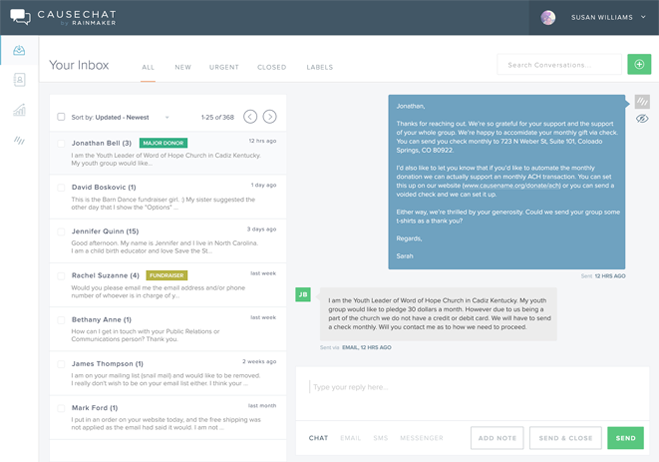 CAUSECHAT
by RAINMAKER
SUSAN WILLIAMS
Your Inbox
ALL
NEW
URGENT
CLOSED
LABELS
Search Conversations...
Sort by: Updated - Newest
1-25 of 368
Jonathan Bell (3)
MAJOR DONOR
12 hrs ago
I am the Youth Leader of Word of Hope Church in Cadiz Kentucky.
My youth group would like...
David Boskovic (1)
1 day ago
This is the Barn Dance fundraiser girl. :) My sister suggested the
other day that I show the "Options" ...
Jennifer Quinn (15)
3 days ago
Good afternoon. My name is Jennifer and I live in North Carolina.
I am a child birth educator and love Save the St...
Rachel Suzanne (4)
FUNDRAISER
last week
Would you please email me the email address and/or phone
number of whoever is in charge of y...
Bethany Anne (1)
last week
How can I get in touch with your Public Relations or
Communications person? Thank you.
James Thompson (1)
2 weeks ago
I am on your mailing list (snail mail) and would like to be removed.
I really don't wish to be on your email list either. I think your ...
Mark Ford (1)
last month
I put in an order on your website today, and the free shipping was
not applied as the email had said it would. I am not ...
Jonathan,
Thanks for reaching out. We're so grateful for your support and the support
of your whole group. We're happy to accomidate your monthly gift via check.
You can send you check monthly to 723 N Weber St, Suite 101, Coloado
Springs, CO 80922.
I'd also like to let you know that if you'd like to automate the monthly
donation we can actually support an monthly ACH transaction. You can set
this up on our website (www.causename.org/donate/ach) or you can send a
voided check and we can set it up.
Either way, we're thrilled by your generosity. Could we send your group some
t-shirts as a thank you?
Regards,
Sarah
Sent 12 HRS AGO
JB
I am the Youth Leader of Word of Hope Church in Cadiz Kentucky. My youth
group would like to pledge 30 dollars a month. However due to us being a
part of the church we do not have a credit or debit card. We will have to send
a check monthly. Will you contact me as to how we need to proceed.
Sent via EMAIL, 12 HRS AGO
Type your reply here...
CHAT
EMAIL
SMS
MESSENGER
ADD NOTE
SEND & CLOSE
SEND